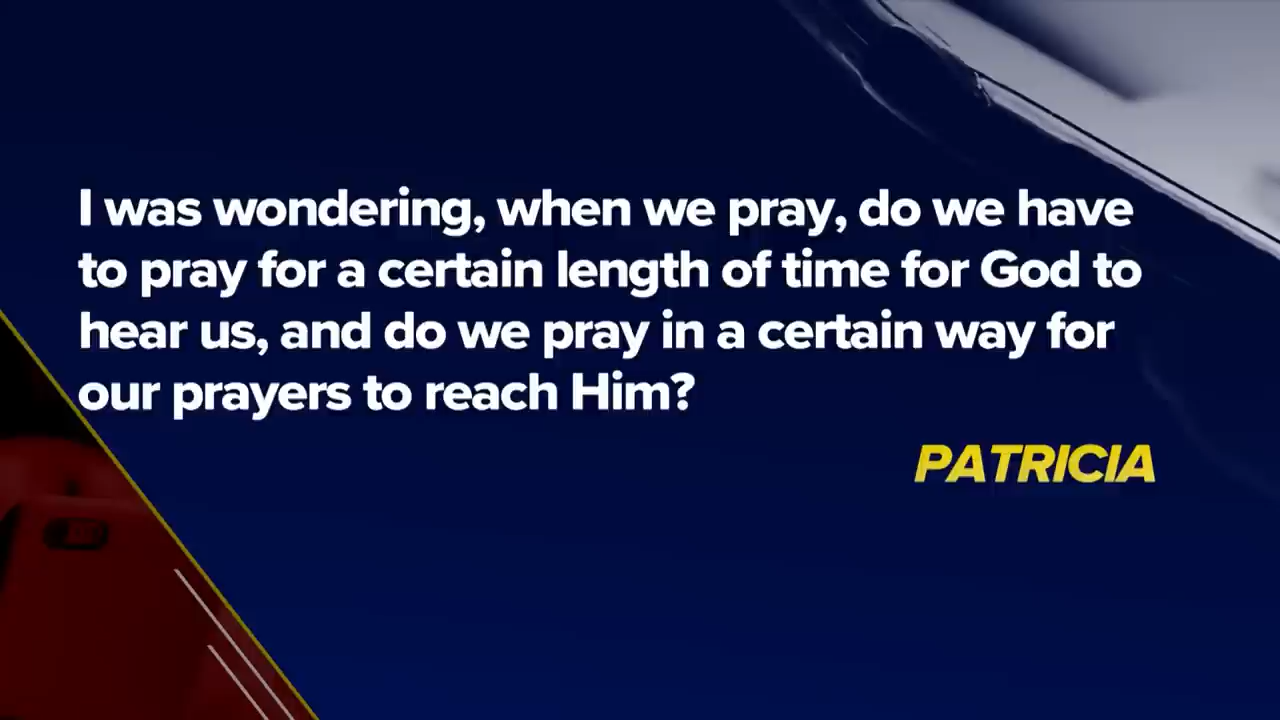 I was wondering, when we pray, do we have
to pray for a certain length of time for God to
hear us, and do we pray in a certain way for
our prayers to reach Him?
PATRICIA